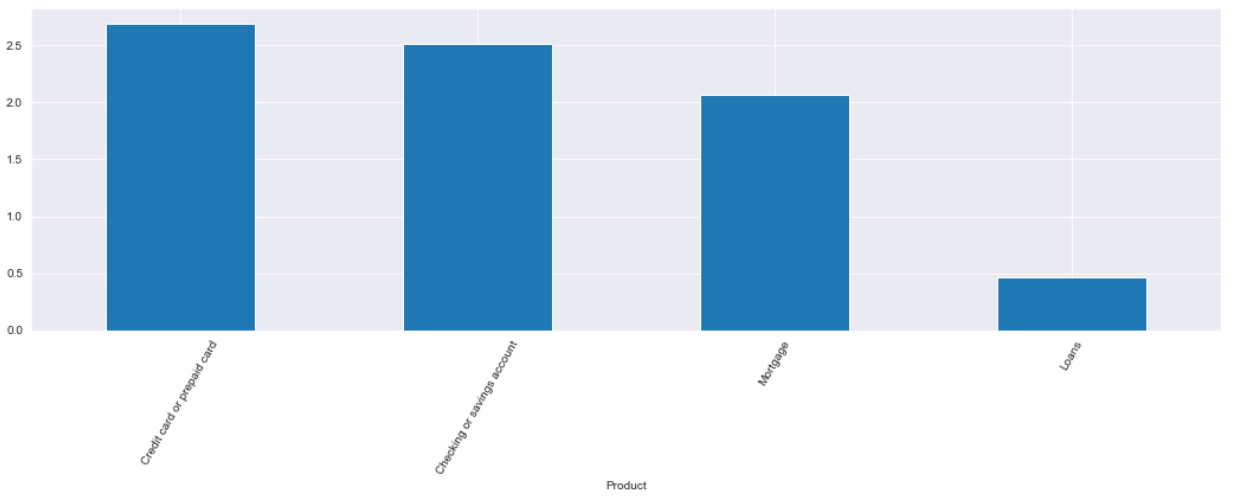 2.5
2.0
1.5
1.0
0.5
0.0
Credit card or prepaid card
Checking or savings account
Mortgage
Loans
Product